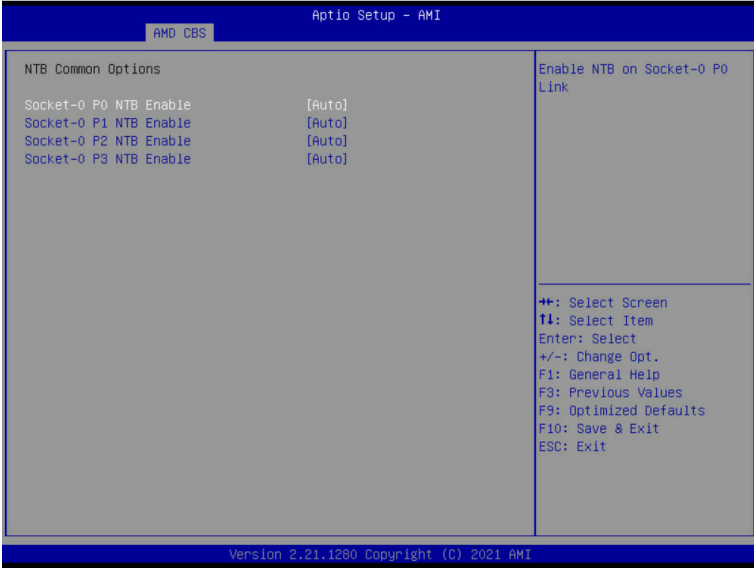 Aptio Setup – AMI
AMD CBS
NTB Common Options
Socket-0 P0 NTB Enable [Auto]
Socket-0 P1 NTB Enable [Auto]
Socket-0 P2 NTB Enable [Auto]
Socket-0 P3 NTB Enable [Auto]
Enable NTB on Socket-0 P0
Link
→←: Select Screen
↑↓: Select Item
Enter: Select
+/-: Change Opt.
F1: General Help
F3: Previous Values
F9: Optimized Defaults
F10: Save & Exit
ESC: Exit
Version 2.21.1280 Copyright (C) 2021 AMI